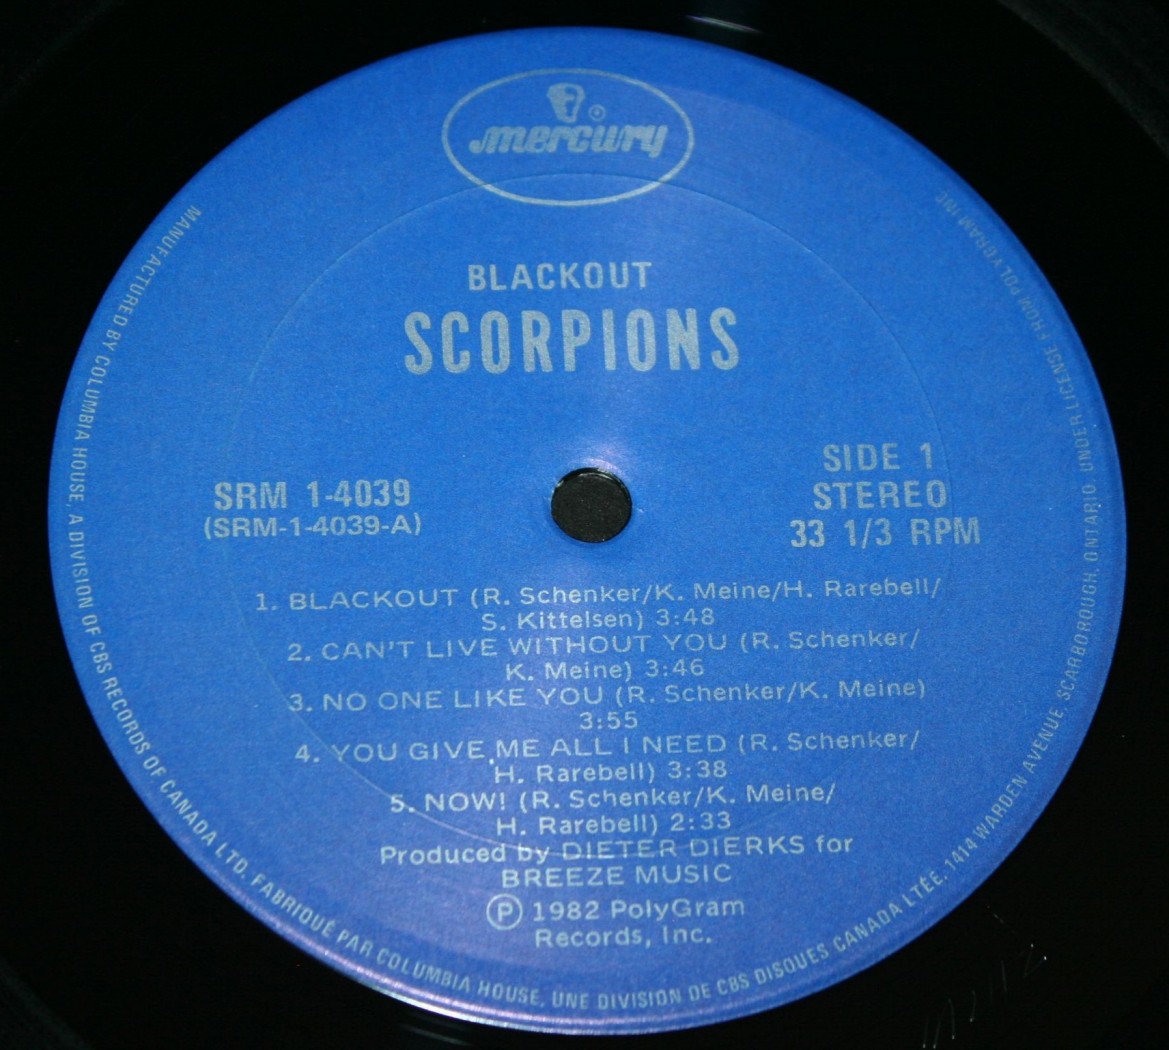 mercury
BLACKOUT
SCORPIONS
SRM 1-4039
(SRM-1-4039-A)
SIDE 1
STEREO
33 1/3 RPM
1. BLACKOUT (R. Schenker/K. Meine/H. Rarebell/
S. Kittelsen) 3:48
2. CAN'T LIVE WITHOUT YOU (R. Schenker/
K. Meine) 3:46
3. NO ONE LIKE YOU (R. Schenker/K. Meine)
3:55
4. YOU GIVE ME ALL I NEED (R. Schenker/
H. Rarebell) 3:38
5. NOW! (R. Schenker/K. Meine/
H. Rarebell) 2:33
Produced by DIETER DIERKS for
BREEZE MUSIC
Ⓟ 1982 PolyGram
Records, Inc.
MANUFACTURED BY COLUMBIA HOUSE, A DIVISION OF CBS RECORDS OF CANADA LTD. FABRIQUÉ PAR COLUMBIA HOUSE, UNE DIVISION DE CBS DISQUES CANADA LTÉE. 1414 WARDEN AVENUE, SCARBOROUGH, ONTARIO. UNDER LICENSE FROM POLYGRAM INC.